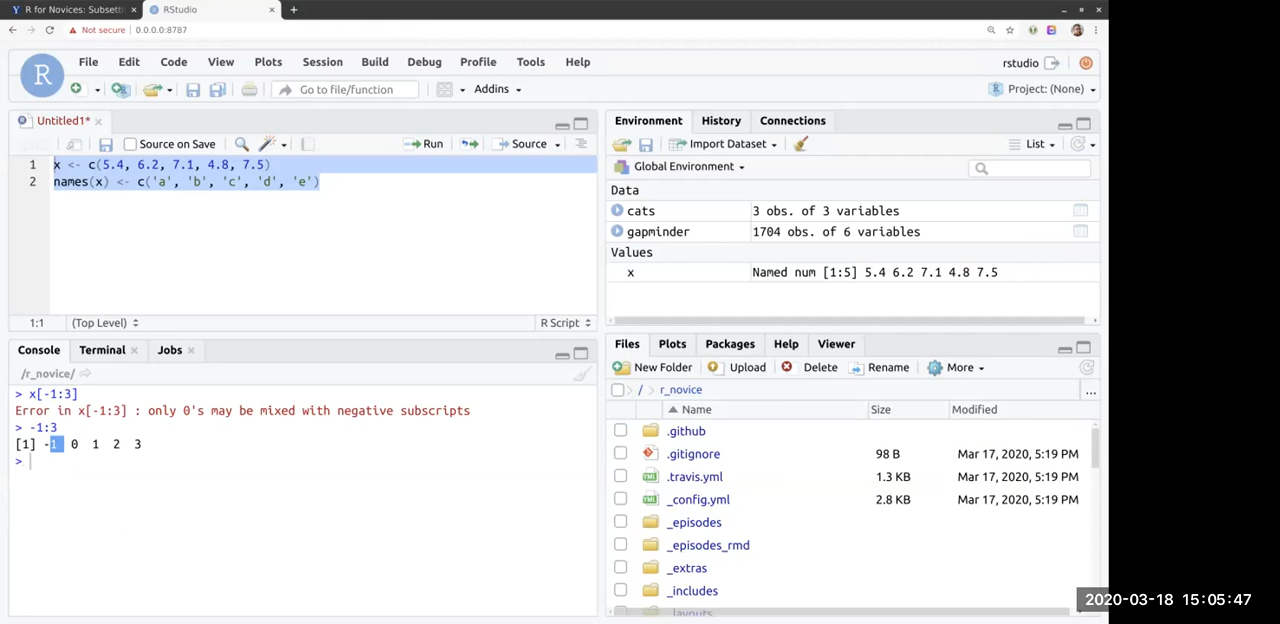 R for Novices: Subsetti
RStudio
Not secure 0.0.0.0:8787
R
File Edit Code View Plots Session Build Debug Profile Tools Help
rstudio
Go to file/function
Addins
Project: (None)
Untitled1*
Source on Save
Run
Source
1 x <- c(5.4, 6.2, 7.1, 4.8, 7.5)
2 names(x) <- c('a', 'b', 'c', 'd', 'e')
1:1 (Top Level) R Script
Console Terminal Jobs
/r_novice/
> x[-1:3]
Error in x[-1:3] : only 0's may be mixed with negative subscripts
> -1:3
[1] -1 0 1 2 3
>
Environment History Connections
Import Dataset
List
Global Environment
Data
cats 3 obs. of 3 variables
gapminder 1704 obs. of 6 variables
Values
x Named num [1:5] 5.4 6.2 7.1 4.8 7.5
Files Plots Packages Help Viewer
New Folder Upload Delete Rename More
/ r_novice ...
Name Size Modified
.github
.gitignore 98 B Mar 17, 2020, 5:19 PM
.travis.yml 1.3 KB Mar 17, 2020, 5:19 PM
_config.yml 2.8 KB Mar 17, 2020, 5:19 PM
_episodes
_episodes_rmd
_extras
_includes
_layouts
2020-03-18 15:05:47